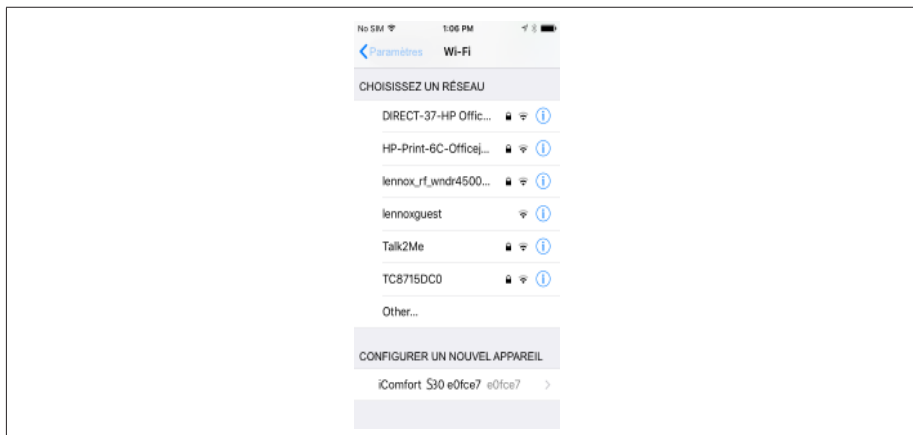 No SIM 1:06 PM
Paramètres Wi-Fi
CHOISISSEZ UN RÉSEAU
DIRECT-37-HP Offic...
HP-Print-6C-Officej...
lennox_rf_wndr4500...
lennoxguest
Talk2Me
TC8715DC0
Other...
CONFIGURER UN NOUVEL APPAREIL
iComfort S30 e0fce7 e0fce7